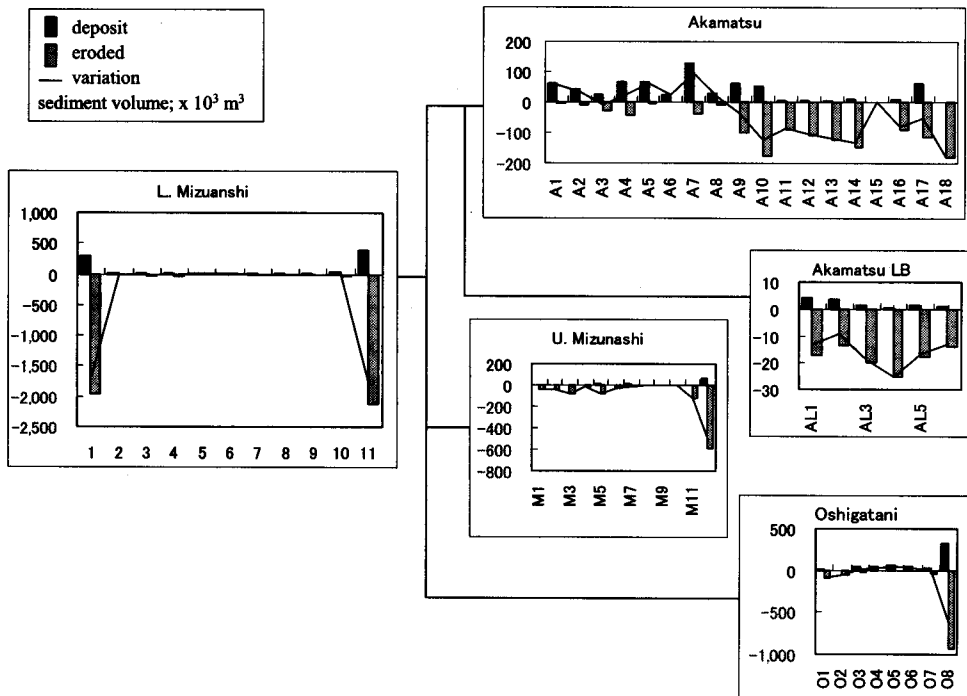 deposit
eroded
variation
sediment volume; x 10³ m³
Akamatsu
200
100
0
-100
-200
A1 A2 A3 A4 A5 A6 A7 A8 A9 A10 A11 A12 A13 A14 A15 A16 A17 A18
L. Mizuanshi
1,000
500
0
-500
-1,000
-1,500
-2,000
-2,500
1 2 3 4 5 6 7 8 9 10 11
Akamatsu LB
10
0
-10
-20
-30
AL1 AL3 AL5
U. Mizunashi
200
0
-200
-400
-600
-800
M1 M3 M5 M7 M9 M11
Oshigatani
500
0
-500
-1,000
O1 O2 O3 O4 O5 O6 O7 O8